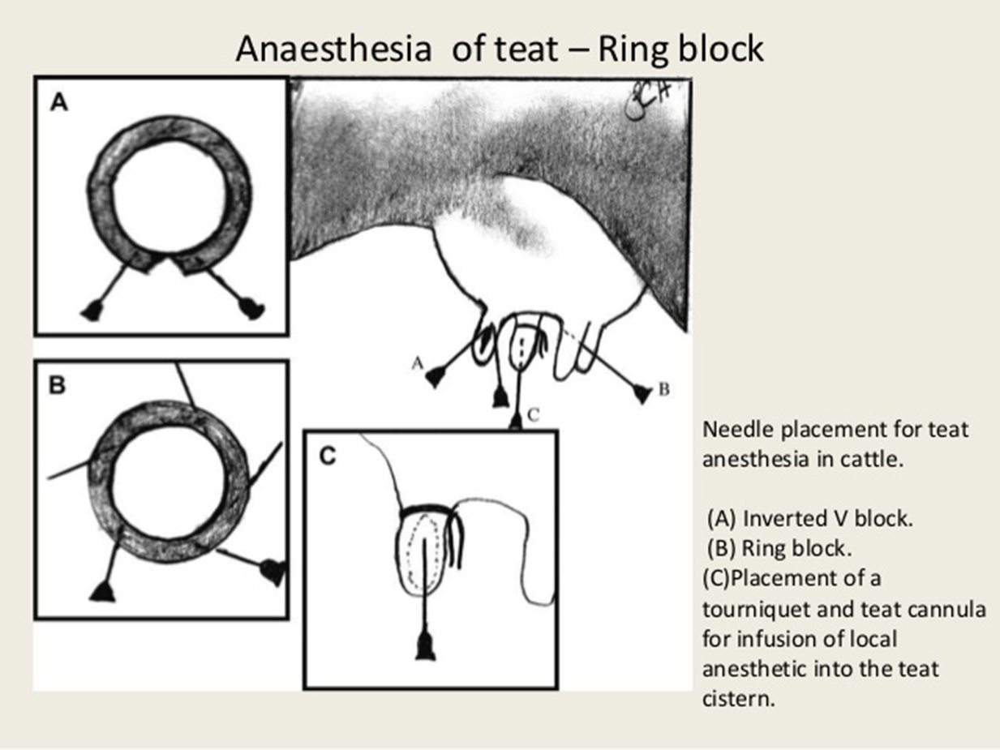 Anaesthesia of teat – Ring block
A
JCH
A
B
C
B
C
Needle placement for teat
anesthesia in cattle.
(A) Inverted V block.
(B) Ring block.
(C)Placement of a
tourniquet and teat cannula
for infusion of local
anesthetic into the teat
cistern.